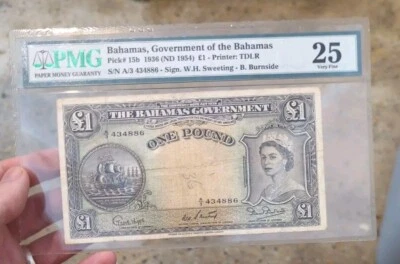 PMG
PAPER MONEY GUARANTY
Bahamas, Government of the Bahamas
Pick# 15b 1936 (ND 1954) £1 - Printer: TDLR
S/N A/3 434886 - Sign. W.H. Sweeting - B. Burnside
25
Very Fine
THE BAHAMAS GOVERNMENT
£1
£1
A/3 434886
ONE POUND
A/3 434886
£1
£1